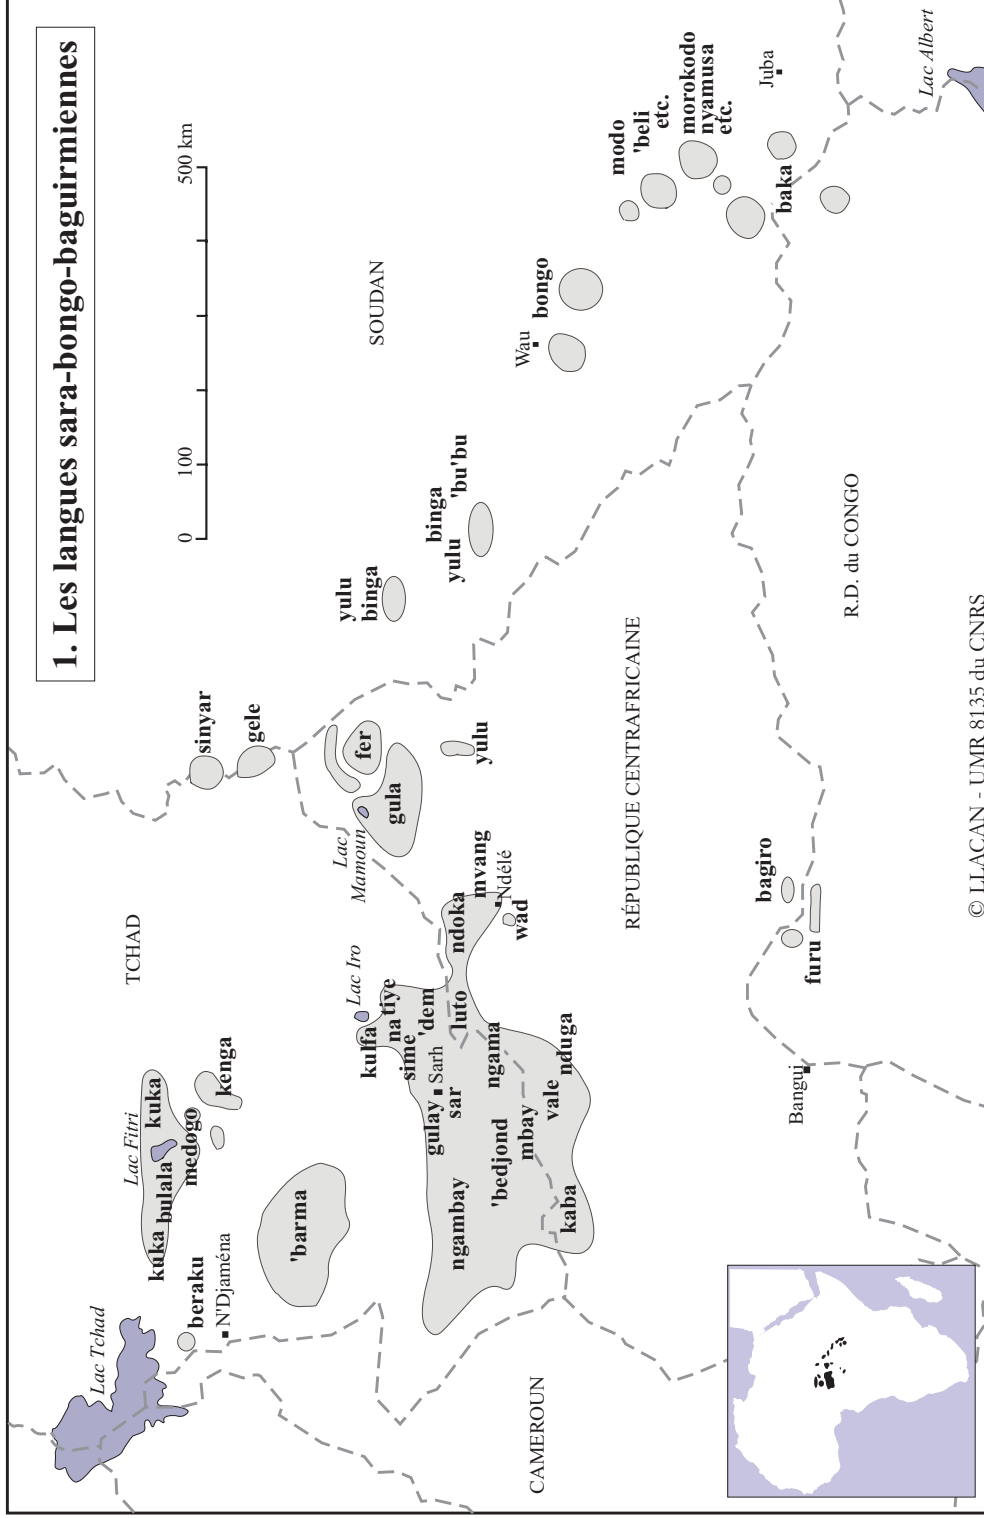 1. Les langues sara-bongo-baguirmiennes
0
100
500 km
Lac Tchad
beraku
N'Djaména
Lac Fitri
kuka
bulala
kuka
medogo
kenga
'barma
TCHAD
sinyar
gele
SOUDAN
Lac Iro
Lac
Mamoun
fer
gula
yulu
yulu
binga
binga
yulu
'bu'bu
Wau
bongo
modo
'beli
etc.
morokodo
nyamusa
etc.
Juba
baka
Lac Albert
kulfa
na
tiye
sime
'dem
Sarh
gulay
sar
luto
ndoka
mvang
Ndélé
wad
ngambay
'bedjond
ngama
mbay
vale
nduga
kaba
CAMEROUN
RÉPUBLIQUE CENTRAFRICAINE
Bangui
bagiro
furu
R.D. du CONGO
© LLACAN - UMR 8135 du CNRS